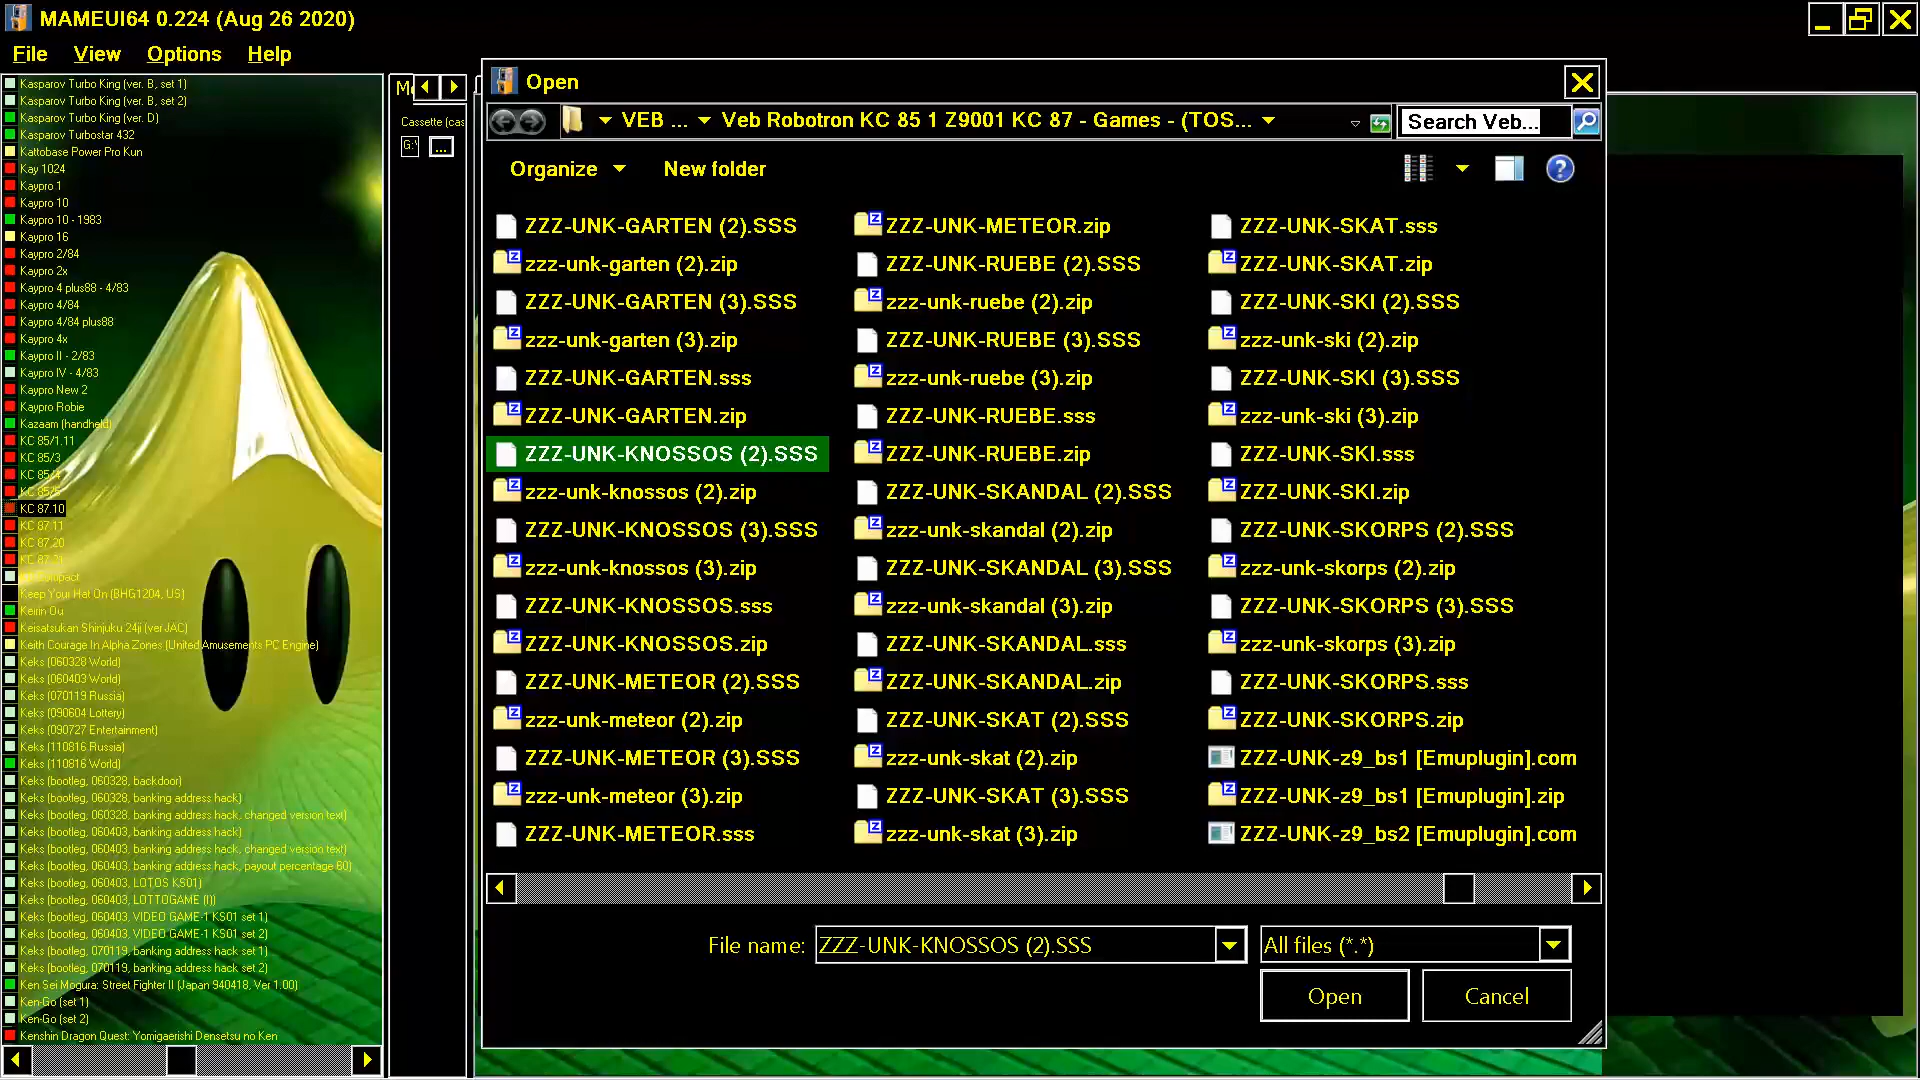 MAMEUI64 0.224 (Aug 26 2020)
File View Options Help
Kasparov Turbo King (ver. B, set 1)
Kasparov Turbo King (ver. B, set 2)
Kasparov Turbo King (ver. D)
Kasparov Turbostar 432
Kattobase Power Pro Kun
Kay 1024
Kaypro 1
Kaypro 10
Kaypro 10 - 1983
Kaypro 16
Kaypro 2/84
Kaypro 2x
Kaypro 4 plus88 - 4/83
Kaypro 4/84
Kaypro 4/84 plus88
Kaypro 4x
Kaypro II - 2/83
Kaypro IV - 4/83
Kaypro New 2
Kaypro Robie
Kazaam (handheld)
KC 85/1.11
KC 85/3
KC 85/4
KC 85/5
KC 87.10
KC 87.11
KC 87.20
KC 87.21
Keep Your Hat On (BHG1204, US)
Keirin Ou
Keisatsukan Shinjuku 24ji (ver JAC)
Keith Courage In Alpha Zones (United Amusements PC Engine)
Keks (060328 World)
Keks (060403 World)
Keks (070119 Russia)
Keks (090604 Lottery)
Keks (090727 Entertainment)
Keks (110816 Russia)
Keks (110816 World)
Keks (bootleg, 060328, backdoor)
Keks (bootleg, 060328, banking address hack)
Keks (bootleg, 060328, banking address hack, changed version text)
Keks (bootleg, 060403, banking address hack)
Keks (bootleg, 060403, banking address hack, changed version text)
Keks (bootleg, 060403, banking address hack, payout percentage 60)
Keks (bootleg, 060403, LOTOS KS01)
Keks (bootleg, 060403, LOTTOGAME (I))
Keks (bootleg, 060403, VIDEO GAME-1 KS01 set 1)
Keks (bootleg, 060403, VIDEO GAME-1 KS01 set 2)
Keks (bootleg, 070119, banking address hack set 1)
Keks (bootleg, 070119, banking address hack set 2)
Ken Sei Mogura: Street Fighter II (Japan 940418, Ver 1.00)
Ken-Go (set 1)
Ken-Go (set 2)
Kenshin Dragon Quest: Yomigaerishi Densetsu no Ken
Cassette (cas
G:\ ...
Open
VEB ... Veb Robotron KC 85 1 Z9001 KC 87 - Games - (TOS... Search Veb...
Organize New folder
ZZZ-UNK-GARTEN (2).SSS
zzz-unk-garten (2).zip
ZZZ-UNK-GARTEN (3).SSS
zzz-unk-garten (3).zip
ZZZ-UNK-GARTEN.sss
ZZZ-UNK-GARTEN.zip
ZZZ-UNK-KNOSSOS (2).SSS
zzz-unk-knossos (2).zip
ZZZ-UNK-KNOSSOS (3).SSS
zzz-unk-knossos (3).zip
ZZZ-UNK-KNOSSOS.sss
ZZZ-UNK-KNOSSOS.zip
ZZZ-UNK-METEOR (2).SSS
zzz-unk-meteor (2).zip
ZZZ-UNK-METEOR (3).SSS
zzz-unk-meteor (3).zip
ZZZ-UNK-METEOR.sss
ZZZ-UNK-METEOR.zip
ZZZ-UNK-RUEBE (2).SSS
zzz-unk-ruebe (2).zip
ZZZ-UNK-RUEBE (3).SSS
zzz-unk-ruebe (3).zip
ZZZ-UNK-RUEBE.sss
ZZZ-UNK-RUEBE.zip
ZZZ-UNK-SKANDAL (2).SSS
zzz-unk-skandal (2).zip
ZZZ-UNK-SKANDAL (3).SSS
zzz-unk-skandal (3).zip
ZZZ-UNK-SKANDAL.sss
ZZZ-UNK-SKANDAL.zip
ZZZ-UNK-SKAT (2).SSS
zzz-unk-skat (2).zip
ZZZ-UNK-SKAT (3).SSS
zzz-unk-skat (3).zip
ZZZ-UNK-SKAT.sss
ZZZ-UNK-SKAT.zip
ZZZ-UNK-SKI (2).SSS
zzz-unk-ski (2).zip
ZZZ-UNK-SKI (3).SSS
zzz-unk-ski (3).zip
ZZZ-UNK-SKI.sss
ZZZ-UNK-SKI.zip
ZZZ-UNK-SKORPS (2).SSS
zzz-unk-skorps (2).zip
ZZZ-UNK-SKORPS (3).SSS
zzz-unk-skorps (3).zip
ZZZ-UNK-SKORPS.sss
ZZZ-UNK-SKORPS.zip
ZZZ-UNK-z9_bs1 [Emuplugin].com
ZZZ-UNK-z9_bs1 [Emuplugin].zip
ZZZ-UNK-z9_bs2 [Emuplugin].com
File name: ZZZ-UNK-KNOSSOS (2).SSS All files (*.*)
Open Cancel